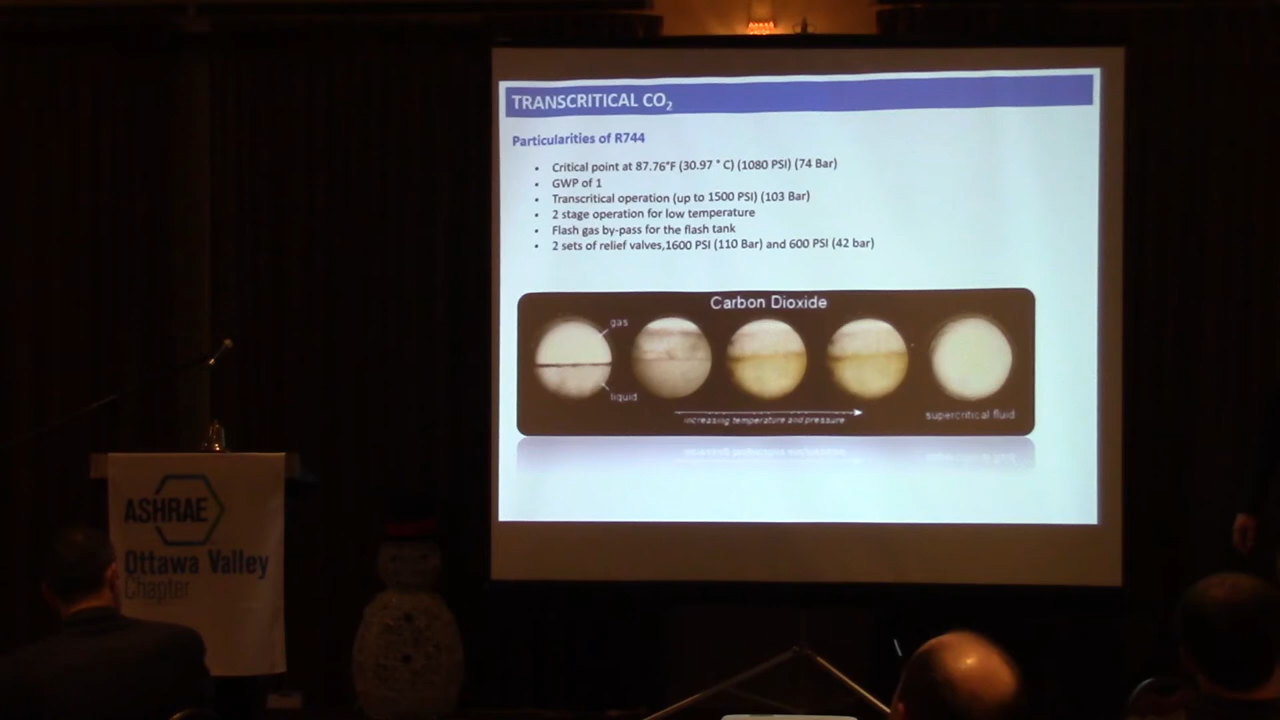 TRANSCRITICAL CO₂
Particularities of R744
• Critical point at 87.76°F (30.97 ° C) (1080 PSI) (74 Bar)
• GWP of 1
• Transcritical operation (up to 1500 PSI) (103 Bar)
• 2 stage operation for low temperature
• Flash gas by-pass for the flash tank
• 2 sets of relief valves,1600 PSI (110 Bar) and 600 PSI (42 bar)
Carbon Dioxide
gas
liquid
increasing temperature and pressure
supercritical fluid
ASHRAE
Ottawa Valley
Chapter